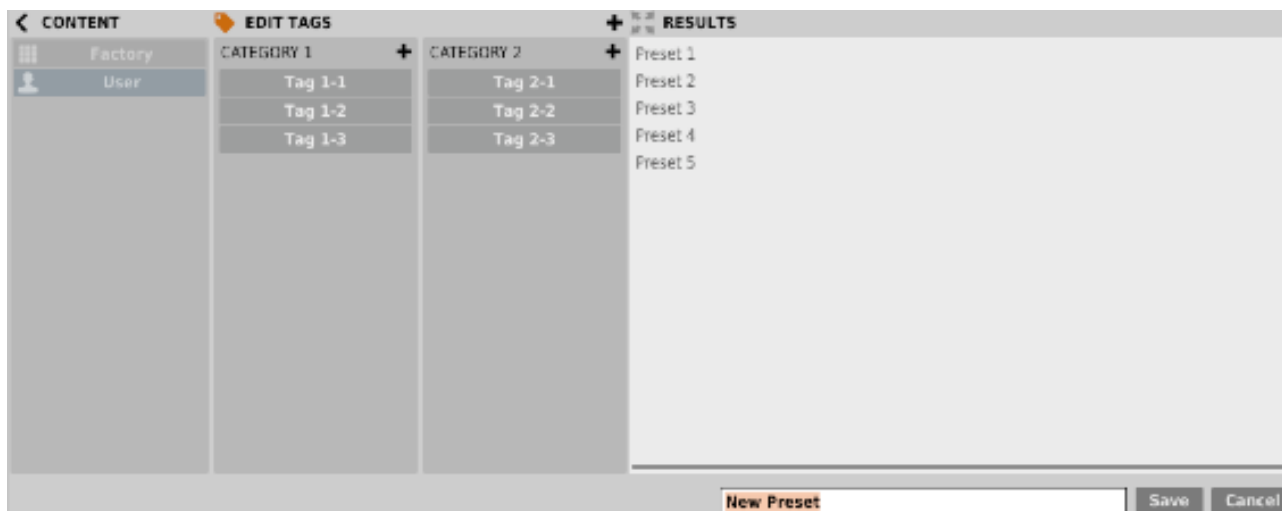 CONTENT
EDIT TAGS
RESULTS
Factory
User
CATEGORY 1
Tag 1-1
Tag 1-2
Tag 1-3
CATEGORY 2
Tag 2-1
Tag 2-2
Tag 2-3
Preset 1
Preset 2
Preset 3
Preset 4
Preset 5
New Preset
Save
Cancel